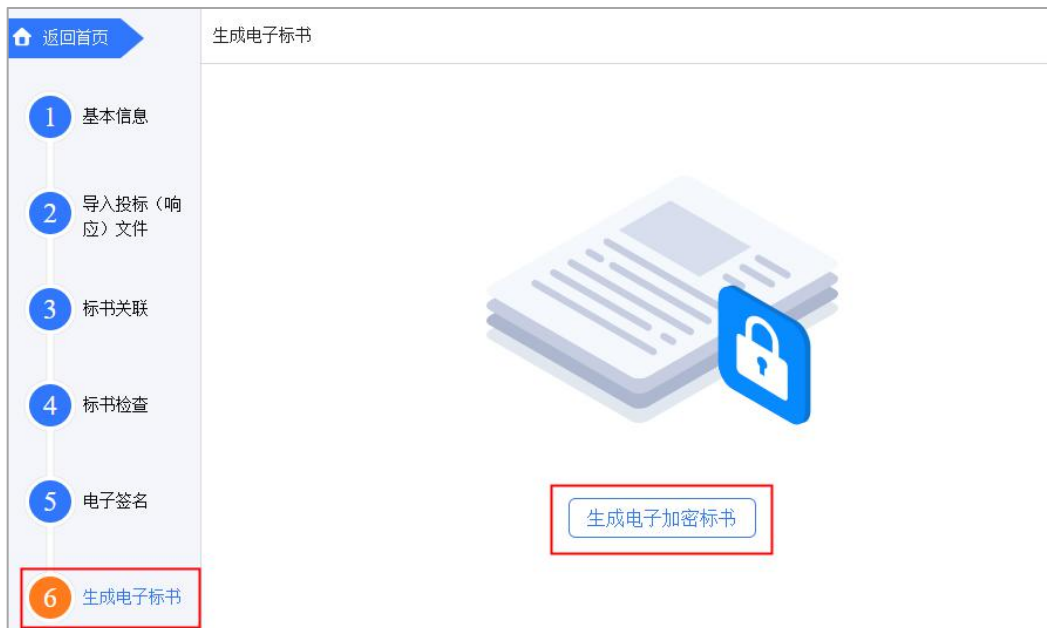 返回首页
生成电子标书
1 基本信息
2 导入投标（响
应）文件
3 标书关联
4 标书检查
5 电子签名
生成电子加密标书
6 生成电子标书